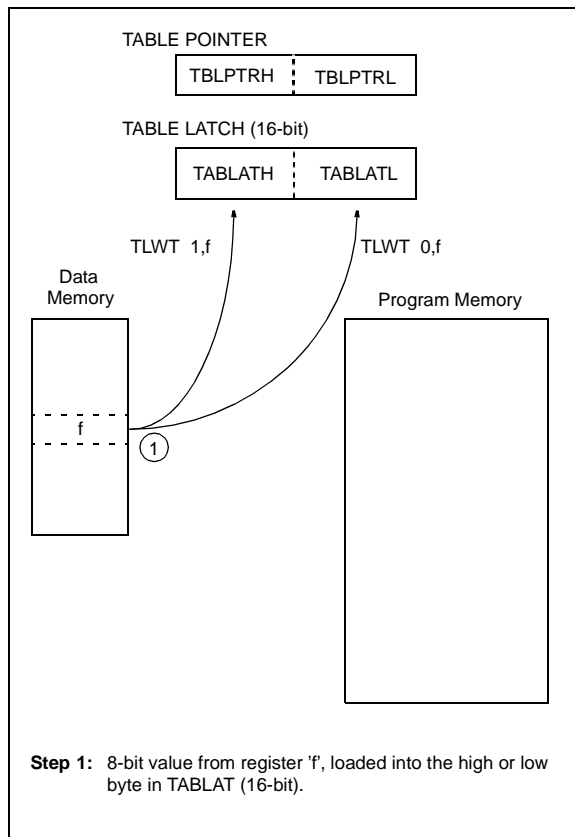 TABLE POINTER
TBLPTRH TBLPTRL
TABLE LATCH (16-bit)
TABLATH TABLATL
TLWT 1,f TLWT 0,f
Data
Memory
Program Memory
f
1
Step 1: 8-bit value from register 'f', loaded into the high or low
byte in TABLAT (16-bit).